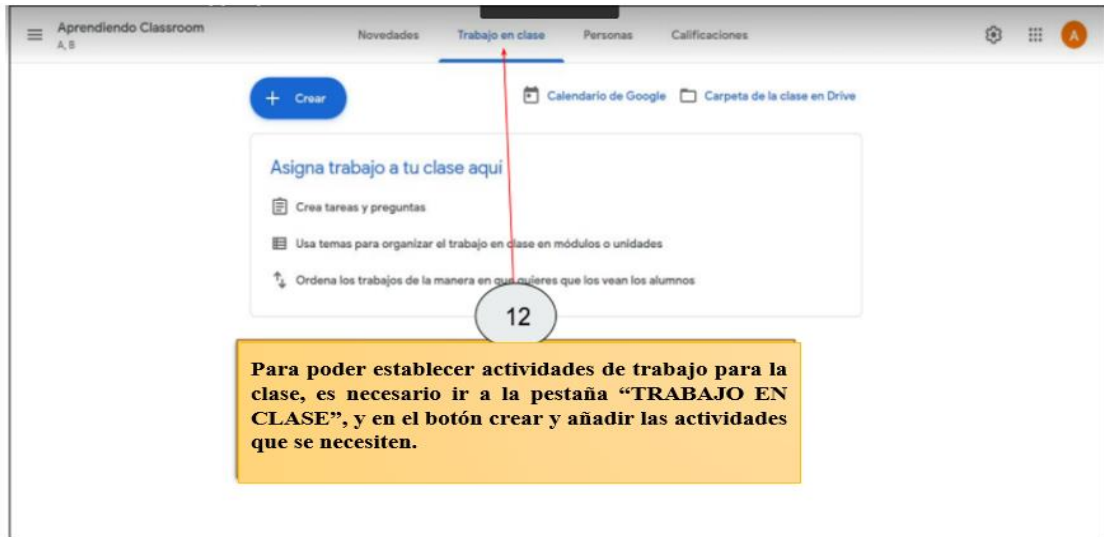 Aprendiendo Classroom
A, B
Novedades Trabajo en clase Personas Calificaciones
A
+ Crear
Calendario de Google Carpeta de la clase en Drive
Asigna trabajo a tu clase aquí
Crea tareas y preguntas
Usa temas para organizar el trabajo en clase en módulos o unidades
Ordena los trabajos de la manera en que quieres que los vean los alumnos
12
Para poder establecer actividades de trabajo para la
clase, es necesario ir a la pestaña “TRABAJO EN
CLASE”, y en el botón crear y añadir las actividades
que se necesiten.